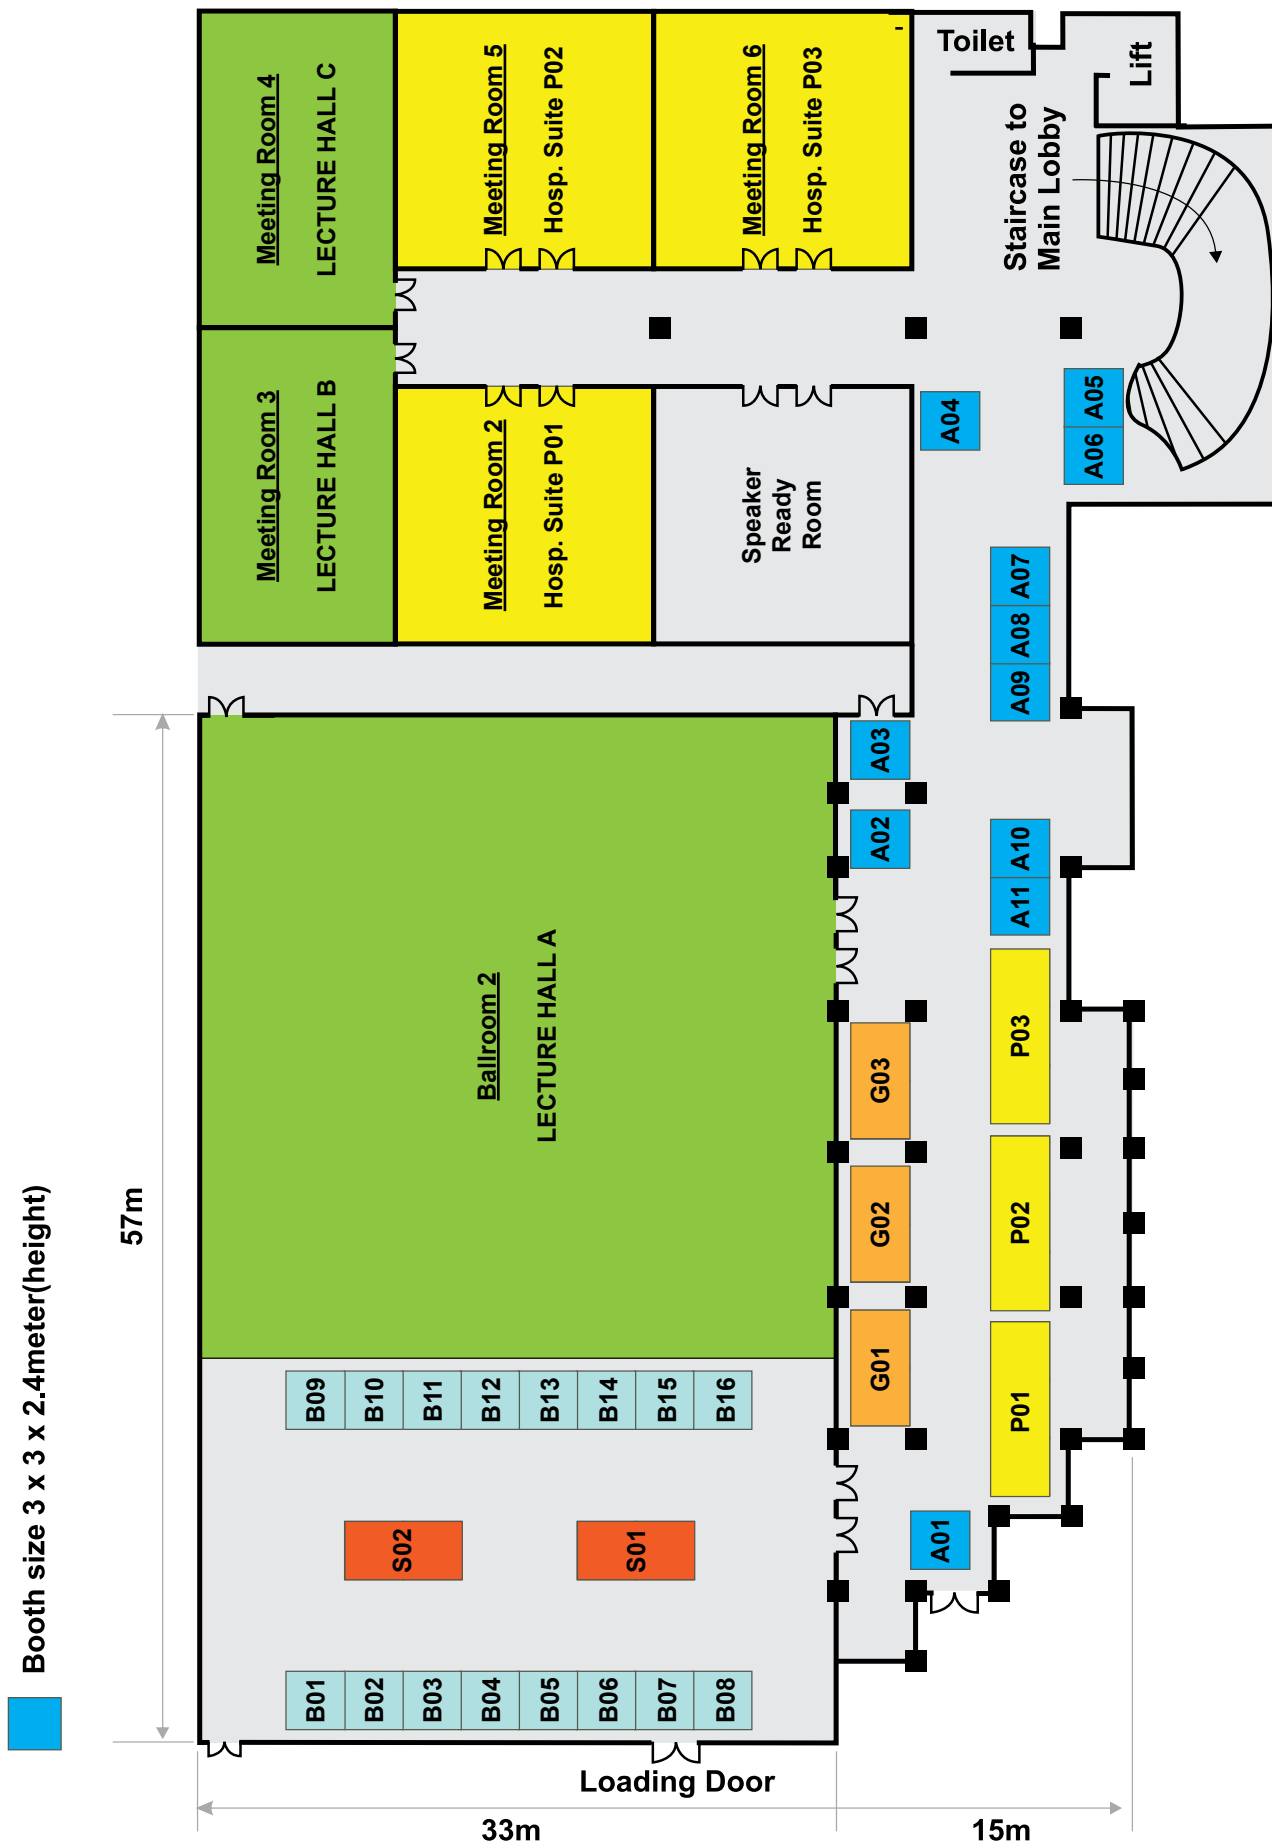 Toilet
Lift
Staircase to
Main Lobby
Meeting Room 4
LECTURE HALL C
Meeting Room 5
Hosp. Suite P02
Meeting Room 6
Hosp. Suite P03
Meeting Room 3
LECTURE HALL B
Meeting Room 2
Hosp. Suite P01
Speaker
Ready
Room
A04
A05
A06
A07
A08
A09
A03
A02
A10
A11
Ballroom 2
LECTURE HALL A
G03
G02
G01
P03
P02
P01
A01
B09
B10
B11
B12
B13
B14
B15
B16
S02
S01
B01
B02
B03
B04
B05
B06
B07
B08
Loading Door
57m
33m
15m
Booth size 3 x 3 x 2.4meter(height)